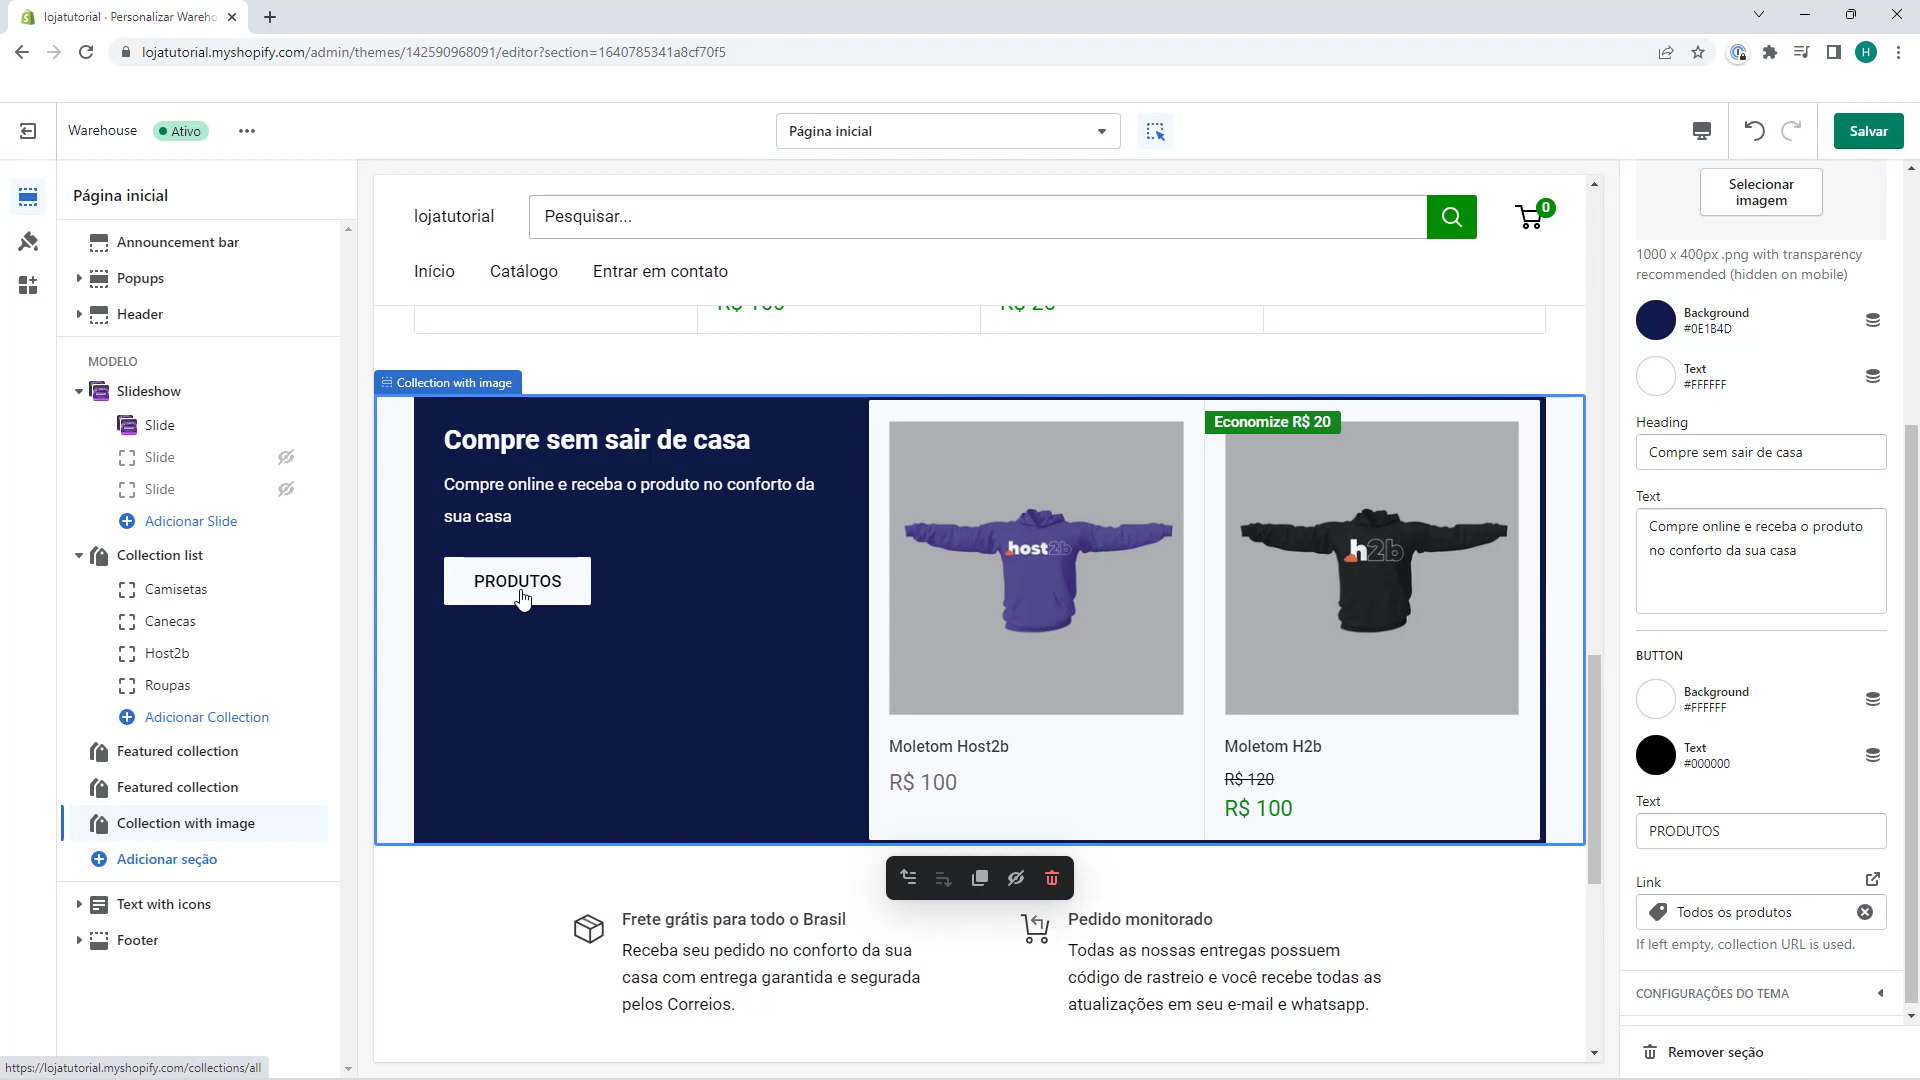 lojatutorial · Personalizar Wareho
lojatutorial.myshopify.com/admin/themes/142590968091/editor?section=1640785341a8cf70f5
H
Warehouse
Ativo
Página inicial
Salvar
Página inicial
Announcement bar
Popups
Header
MODELO
Slideshow
Slide
Slide
Slide
Adicionar Slide
Collection list
Camisetas
Canecas
Host2b
Roupas
Adicionar Collection
Featured collection
Featured collection
Collection with image
Adicionar seção
Text with icons
Footer
https://lojatutorial.myshopify.com/collections/all
lojatutorial
Pesquisar...
0
Início
Catálogo
Entrar em contato
R$ 100
R$ 20
Collection with image
Compre sem sair de casa
Compre online e receba o produto no conforto da
sua casa
PRODUTOS
host2b
Moletom Host2b
R$ 100
Economize R$ 20
h2b
Moletom H2b
R$ 120
R$ 100
Frete grátis para todo o Brasil
Receba seu pedido no conforto da sua
casa com entrega garantida e segurada
pelos Correios.
Pedido monitorado
Todas as nossas entregas possuem
código de rastreio e você recebe todas as
atualizações em seu e-mail e whatsapp.
Selecionar
imagem
1000 x 400px .png with transparency
recommended (hidden on mobile)
Background
#0E1B4D
Text
#FFFFFF
Heading
Compre sem sair de casa
Text
Compre online e receba o produto
no conforto da sua casa
BUTTON
Background
#FFFFFF
Text
#000000
Text
PRODUTOS
Link
Todos os produtos
If left empty, collection URL is used.
CONFIGURAÇÕES DO TEMA
Remover seção